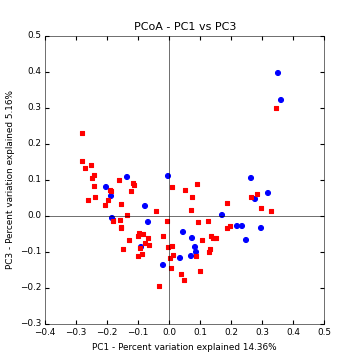 PCoA - PC1 vs PC3
0.5
0.4
0.3
0.2
0.1
0.0
−0.1
−0.2
−0.3
−0.4 −0.3 −0.2 −0.1 0.0 0.1 0.2 0.3 0.4 0.5
PC3 - Percent variation explained 5.16%
PC1 - Percent variation explained 14.36%